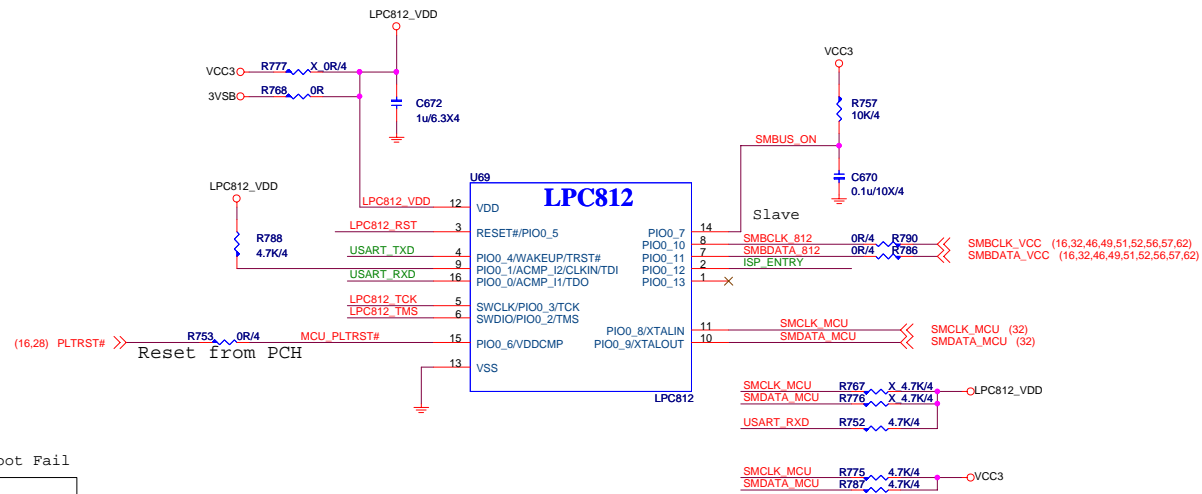 LPC812_VDD
VCC3 R777 X_0R/4
3VSB R768 0R
C672
1u/6.3X4
VCC3
R757
10K/4
SMBUS_ON
C670
0.1u/10X/4
LPC812_VDD
R788
4.7K/4
U69
LPC812
Slave
LPC812_VDD 12 VDD
LPC812_RST 3 RESET#/PIO0_5
USART_TXD 4 PIO0_4/WAKEUP/TRST#
9 PIO0_1/ACMP_I2/CLKIN/TDI
USART_RXD 16 PIO0_0/ACMP_I1/TDO
LPC812_TCK 5 SWCLK/PIO0_3/TCK
LPC812_TMS 6 SWDIO/PIO0_2/TMS
(16,28) PLTRST# R753 0R/4 MCU_PLTRST# 15 PIO0_6/VDDCMP
Reset from PCH
13 VSS
PIO0_7 14
PIO0_10 8 SMBCLK_812 0R/4 R790 SMBCLK_VCC (16,32,46,49,51,52,56,57,62)
PIO0_11 7 SMBDATA_812 0R/4 R786 SMBDATA_VCC (16,32,46,49,51,52,56,57,62)
PIO0_12 2 ISP_ENTRY
PIO0_13 1
PIO0_8/XTALIN 11 SMCLK_MCU SMCLK_MCU (32)
PIO0_9/XTALOUT 10 SMDATA_MCU SMDATA_MCU (32)
LPC812
SMCLK_MCU R767 X_4.7K/4 LPC812_VDD
SMDATA_MCU R776 X_4.7K/4
USART_RXD R752 4.7K/4
SMCLK_MCU R775 4.7K/4 VCC3
SMDATA_MCU R787 4.7K/4
oot Fail